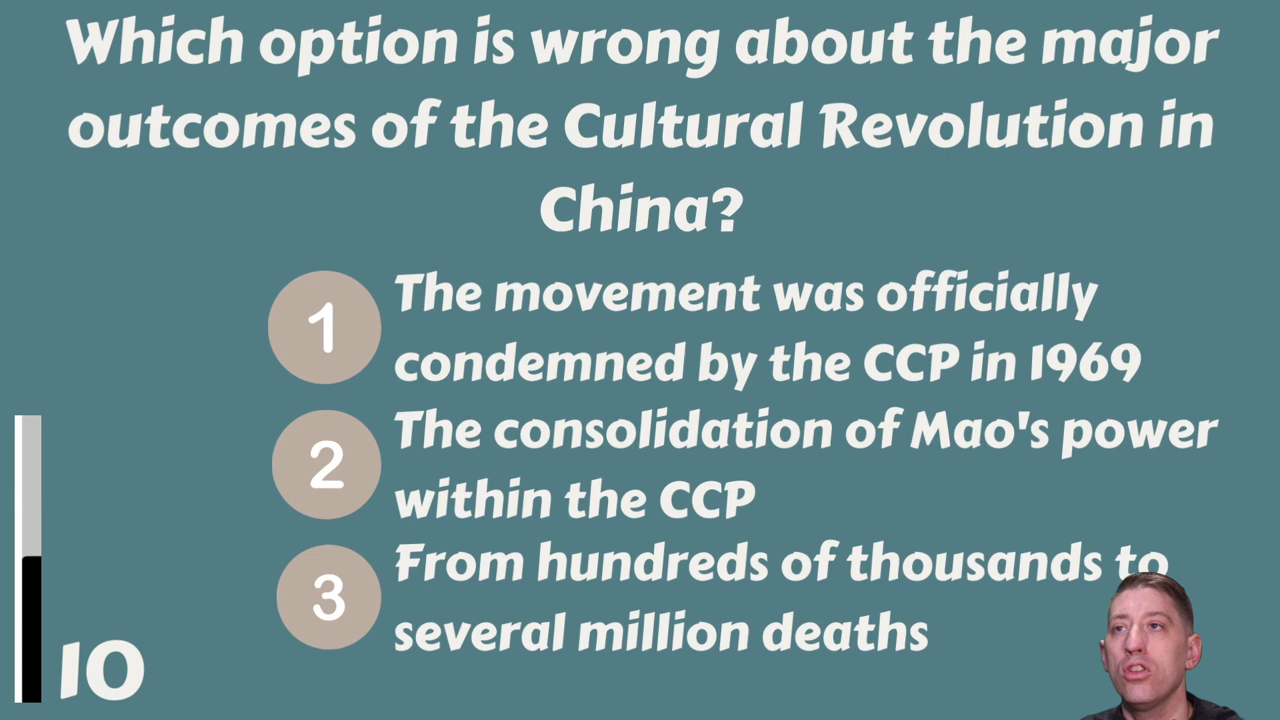 Which option is wrong about the major
outcomes of the Cultural Revolution in
China?
1 The movement was officially
condemned by the CCP in 1969
2 The consolidation of Mao's power
within the CCP
3 From hundreds of thousands to
several million deaths
10